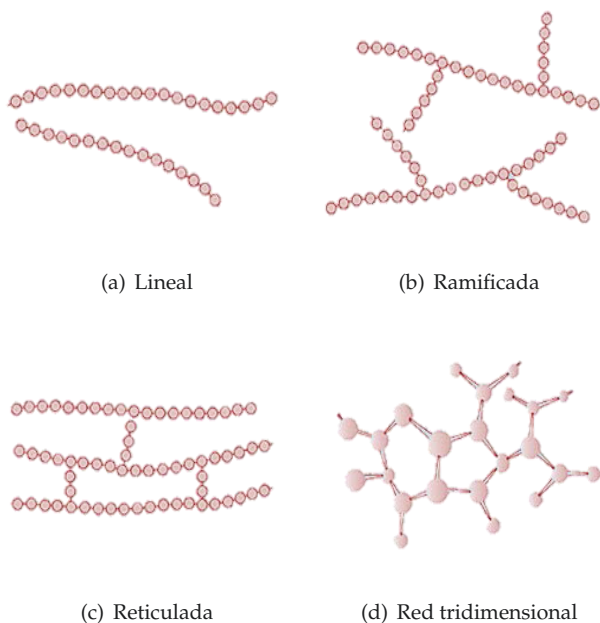 (a) Lineal
(b) Ramificada
(c) Reticulada
(d) Red tridimensional